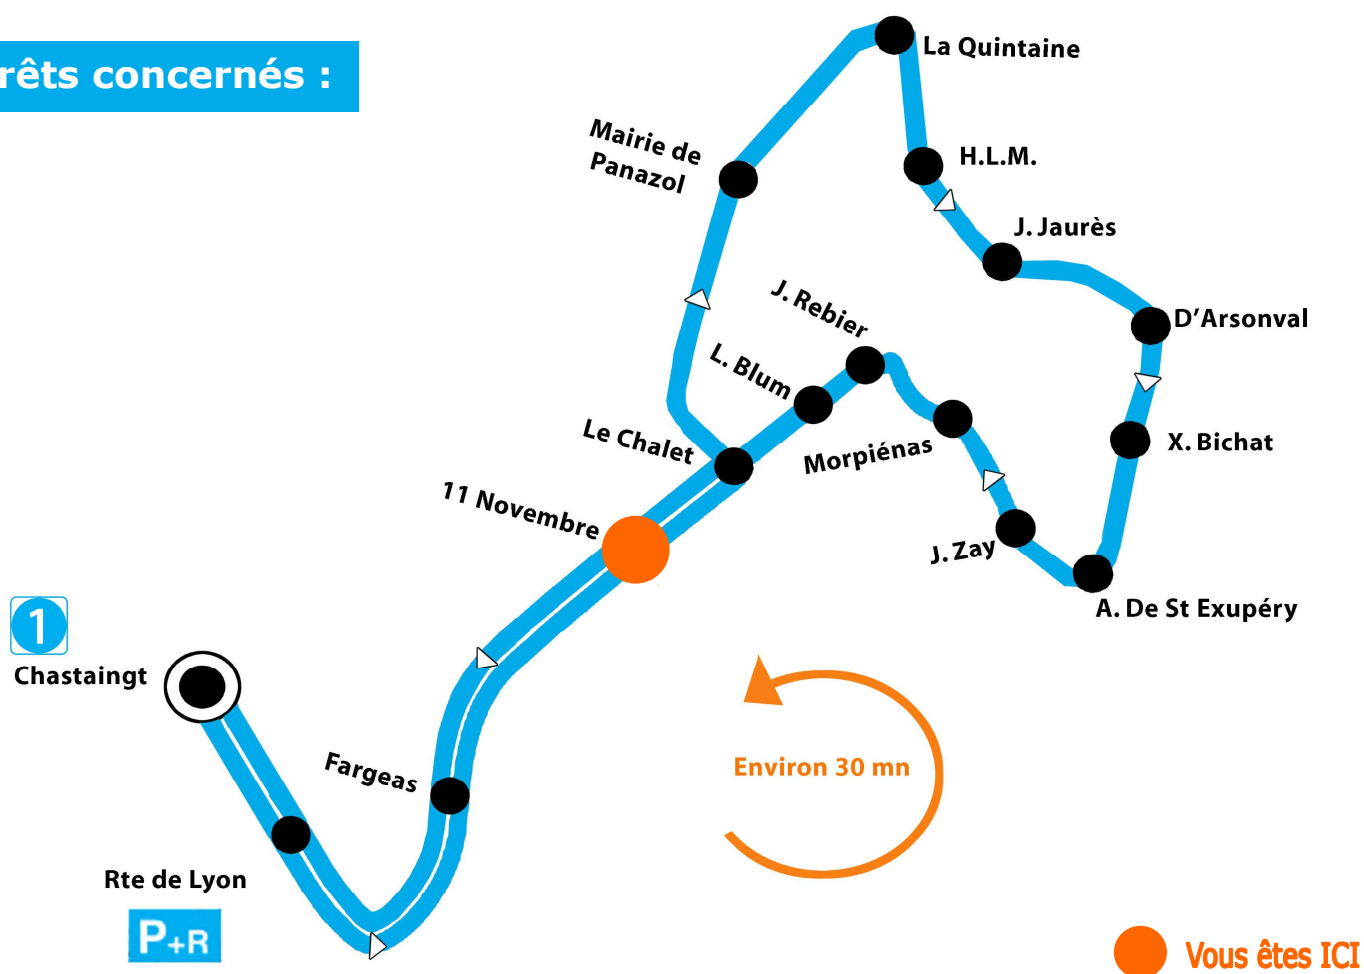 rêts concernés :
La Quintaine
Mairie de
Panazol
H.L.M.
J. Jaurès
J. Rebier
D'Arsonval
L. Blum
Le Chalet
Morpiénas
X. Bichat
11 Novembre
J. Zay
A. De St Exupéry
1
Chastaingt
Fargeas
Environ 30 mn
Rte de Lyon
P+R
Vous êtes ICI